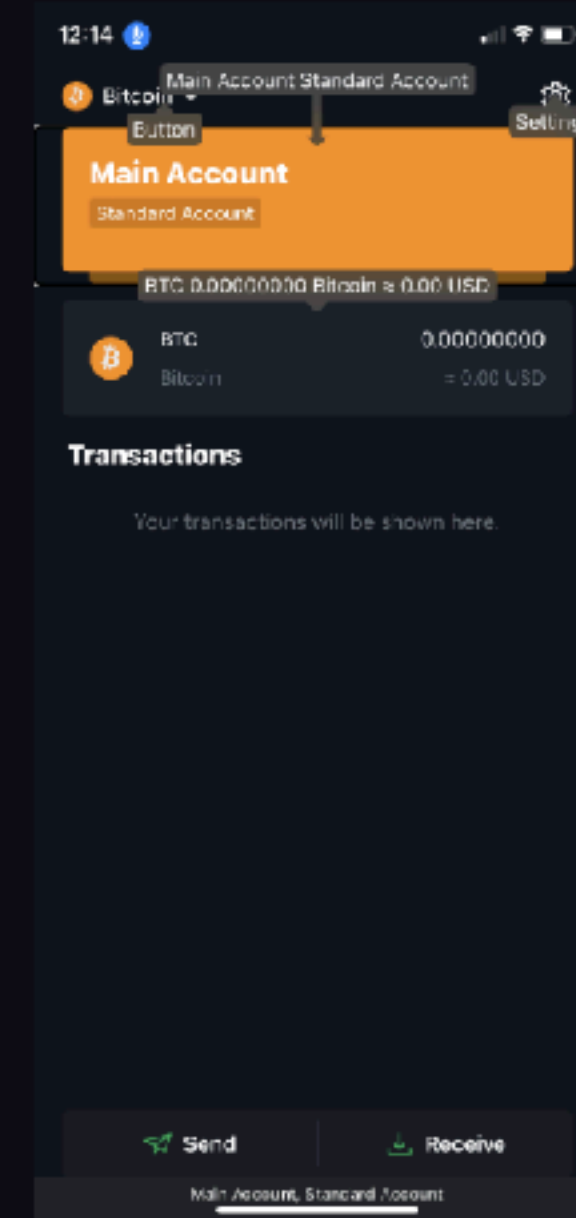 12:14
Bitcoin
Main Account Standard Account
Button
Setting
Main Account
Standard Account
BTC 0.00000000 Bitcoin ≈ 0.00 USD
BTC 0.00000000
Bitcoin ≈ 0.00 USD
Transactions
Your transactions will be shown here.
Send Receive
Main Account, Standard Account